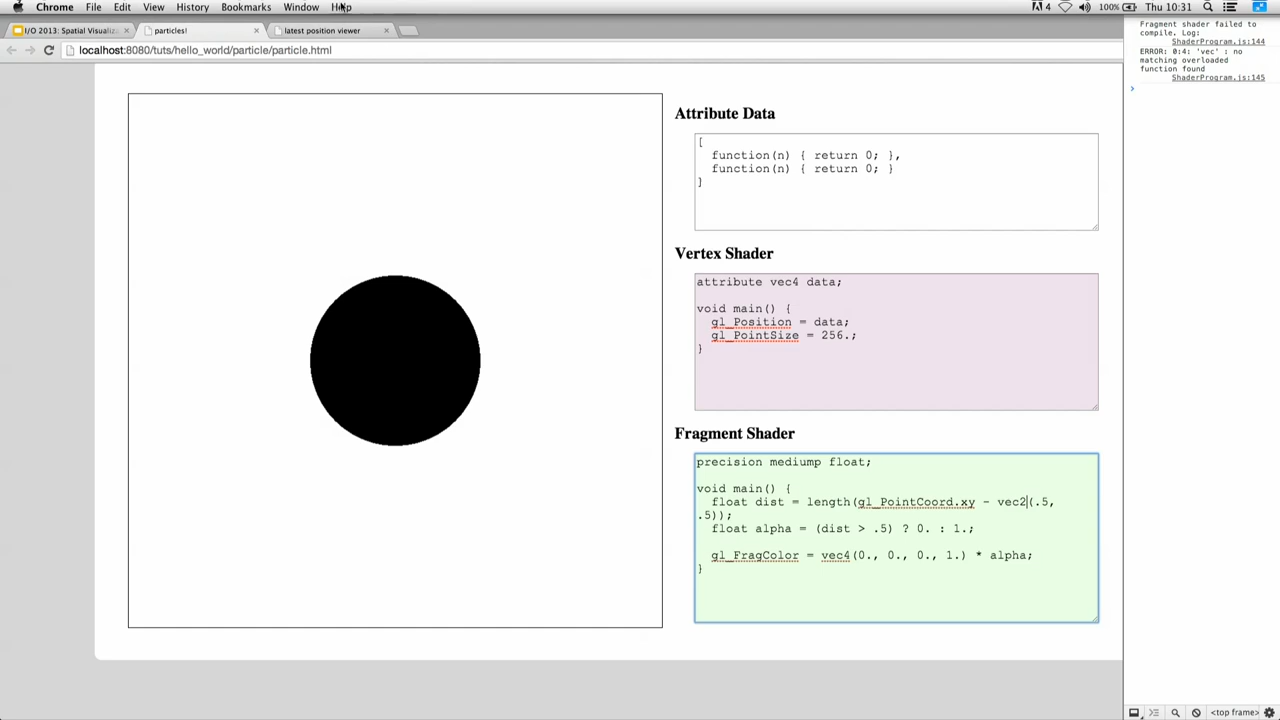 Chrome File Edit View History Bookmarks Window Help 4 100% Thu 10:31
I/O 2013: Spatial Visualiz
particles!
latest position viewer
localhost:8080/tuts/hello_world/particle/particle.html
Attribute Data
[
function(n) { return 0; },
function(n) { return 0; }
]
Vertex Shader
attribute vec4 data;
void main() {
gl_Position = data;
gl_PointSize = 256.;
}
Fragment Shader
precision mediump float;
void main() {
float dist = length(gl_PointCoord.xy - vec2(.5,
.5));
float alpha = (dist > .5) ? 0. : 1.;
gl_FragColor = vec4(0., 0., 0., 1.) * alpha;
}
Fragment shader failed to
compile. Log:
ShaderProgram.js:144
ERROR: 0:4: 'vec' : no
matching overloaded
function found
ShaderProgram.js:145
<top frame>